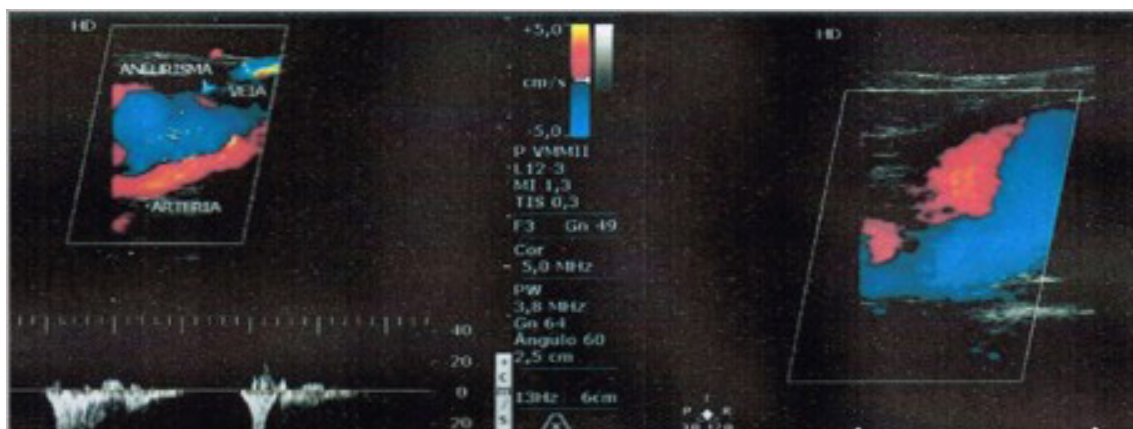 HD
ANEURISMA
VEIA
ARTERIA
40
20
0
20
+5,0
cm/s
-5,0
P VMMII
L12-3
MI 1,3
TIS 0,3
F3 Gn 49
Cor
5,0 MHz
PW
3,8 MHz
Gn 64
Ângulo 60
2,5 cm
13Hz 6cm
HD
P R